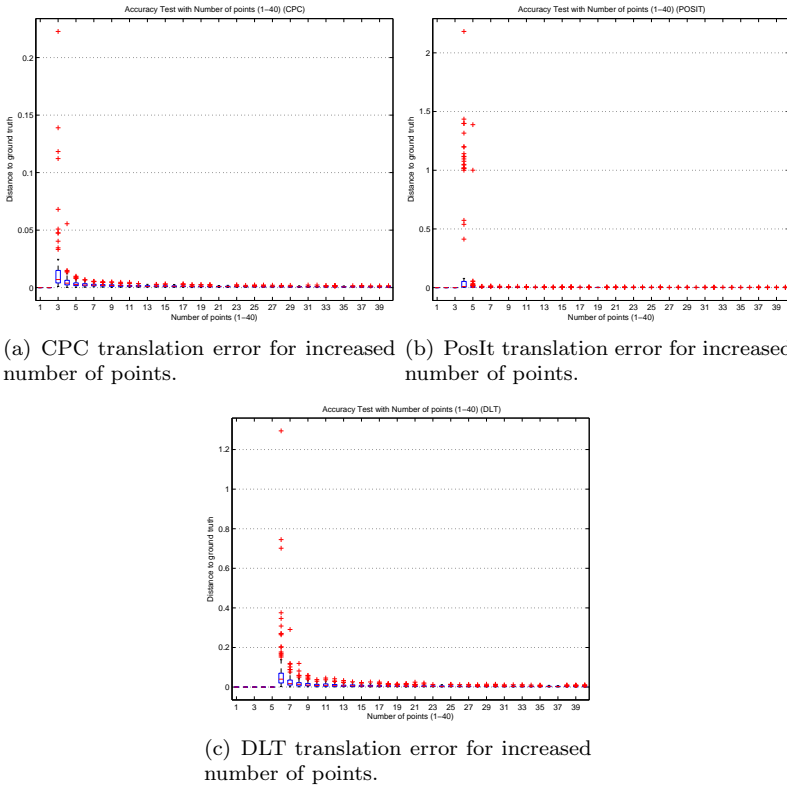 Accuracy Test with Number of points (1−40) (CPC)
Distance to ground truth
0.2
0.15
0.1
0.05
0
1 3 5 7 9 11 13 15 17 19 21 23 25 27 29 31 33 35 37 39
Number of points (1−40)
(a) CPC translation error for increased
number of points.
Accuracy Test with Number of points (1−40) (POSIT)
Distance to ground truth
2
1.5
1
0.5
0
1 3 5 7 9 11 13 15 17 19 21 23 25 27 29 31 33 35 37 39
Number of points (1−40)
(b) PosIt translation error for increased
number of points.
Accuracy Test with Number of points (1−40) (DLT)
Distance to ground truth
1.2
1
0.8
0.6
0.4
0.2
0
1 3 5 7 9 11 13 15 17 19 21 23 25 27 29 31 33 35 37 39
Number of points (1−40)
(c) DLT translation error for increased
number of points.